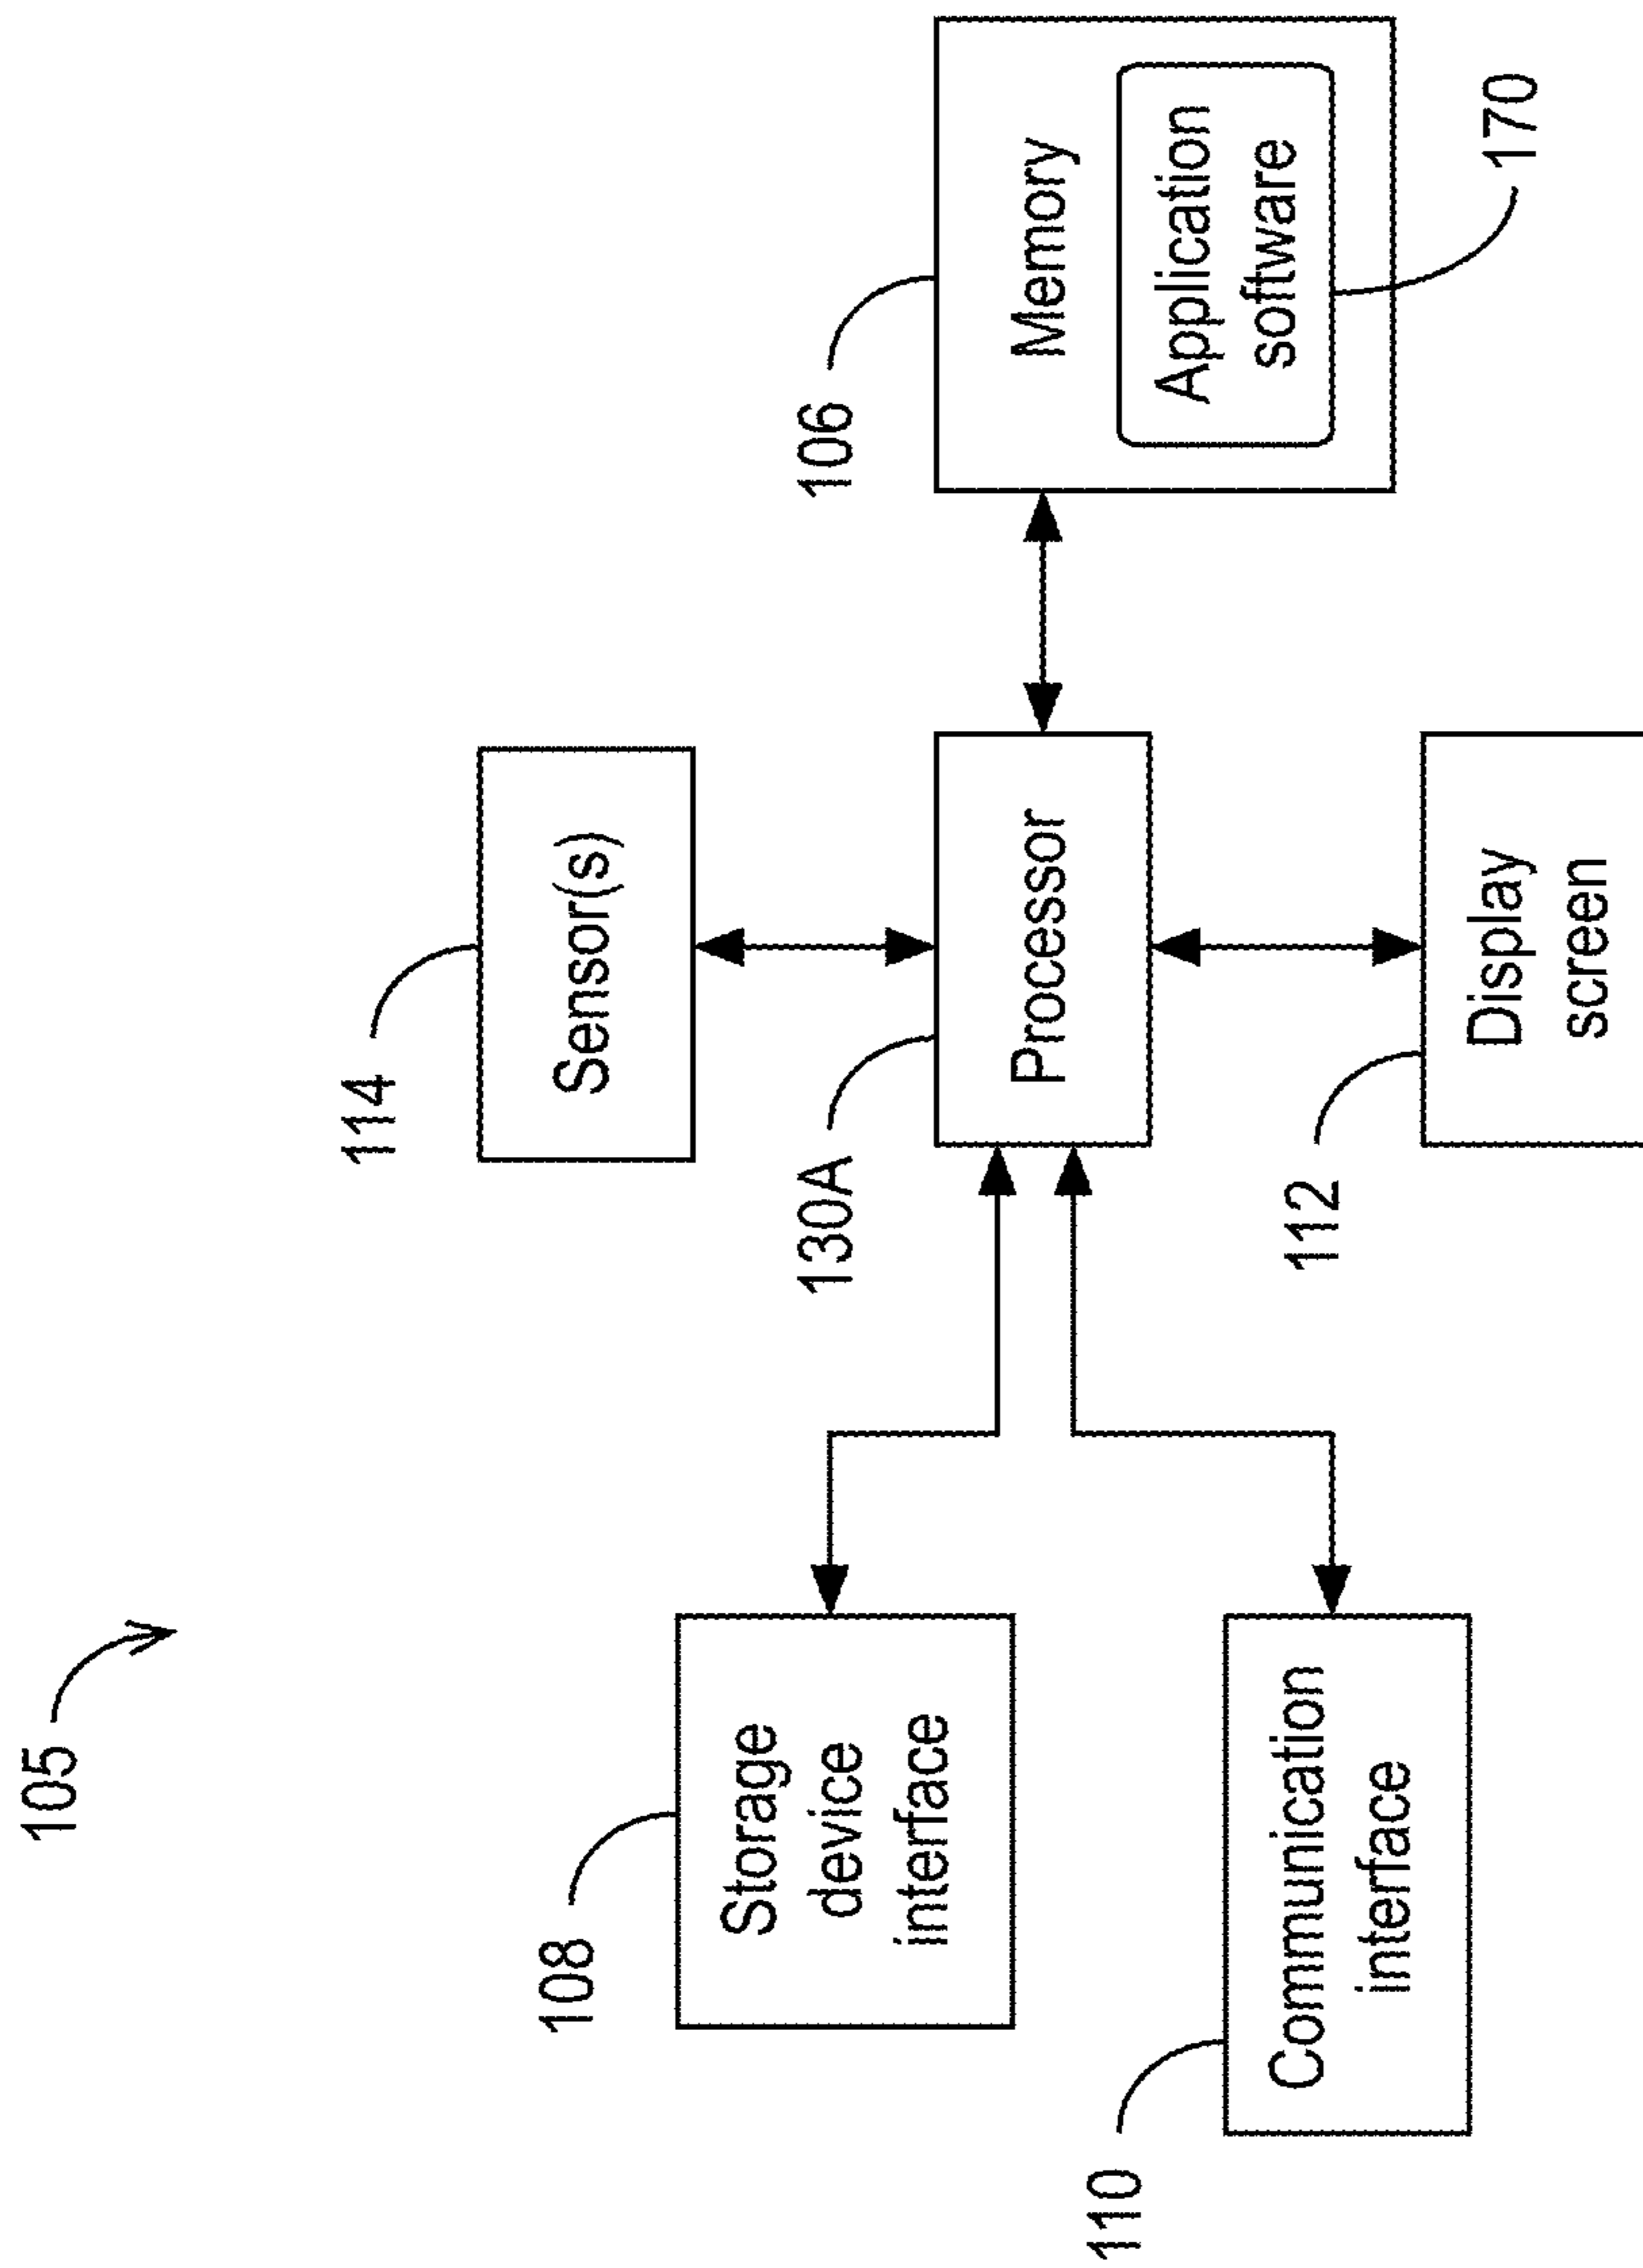 105
114
Sensor(s)
108
Storage
device
interface
130A
Processor
106
Memory
Application
software
170
110
Communication
interface
112
Display
screen